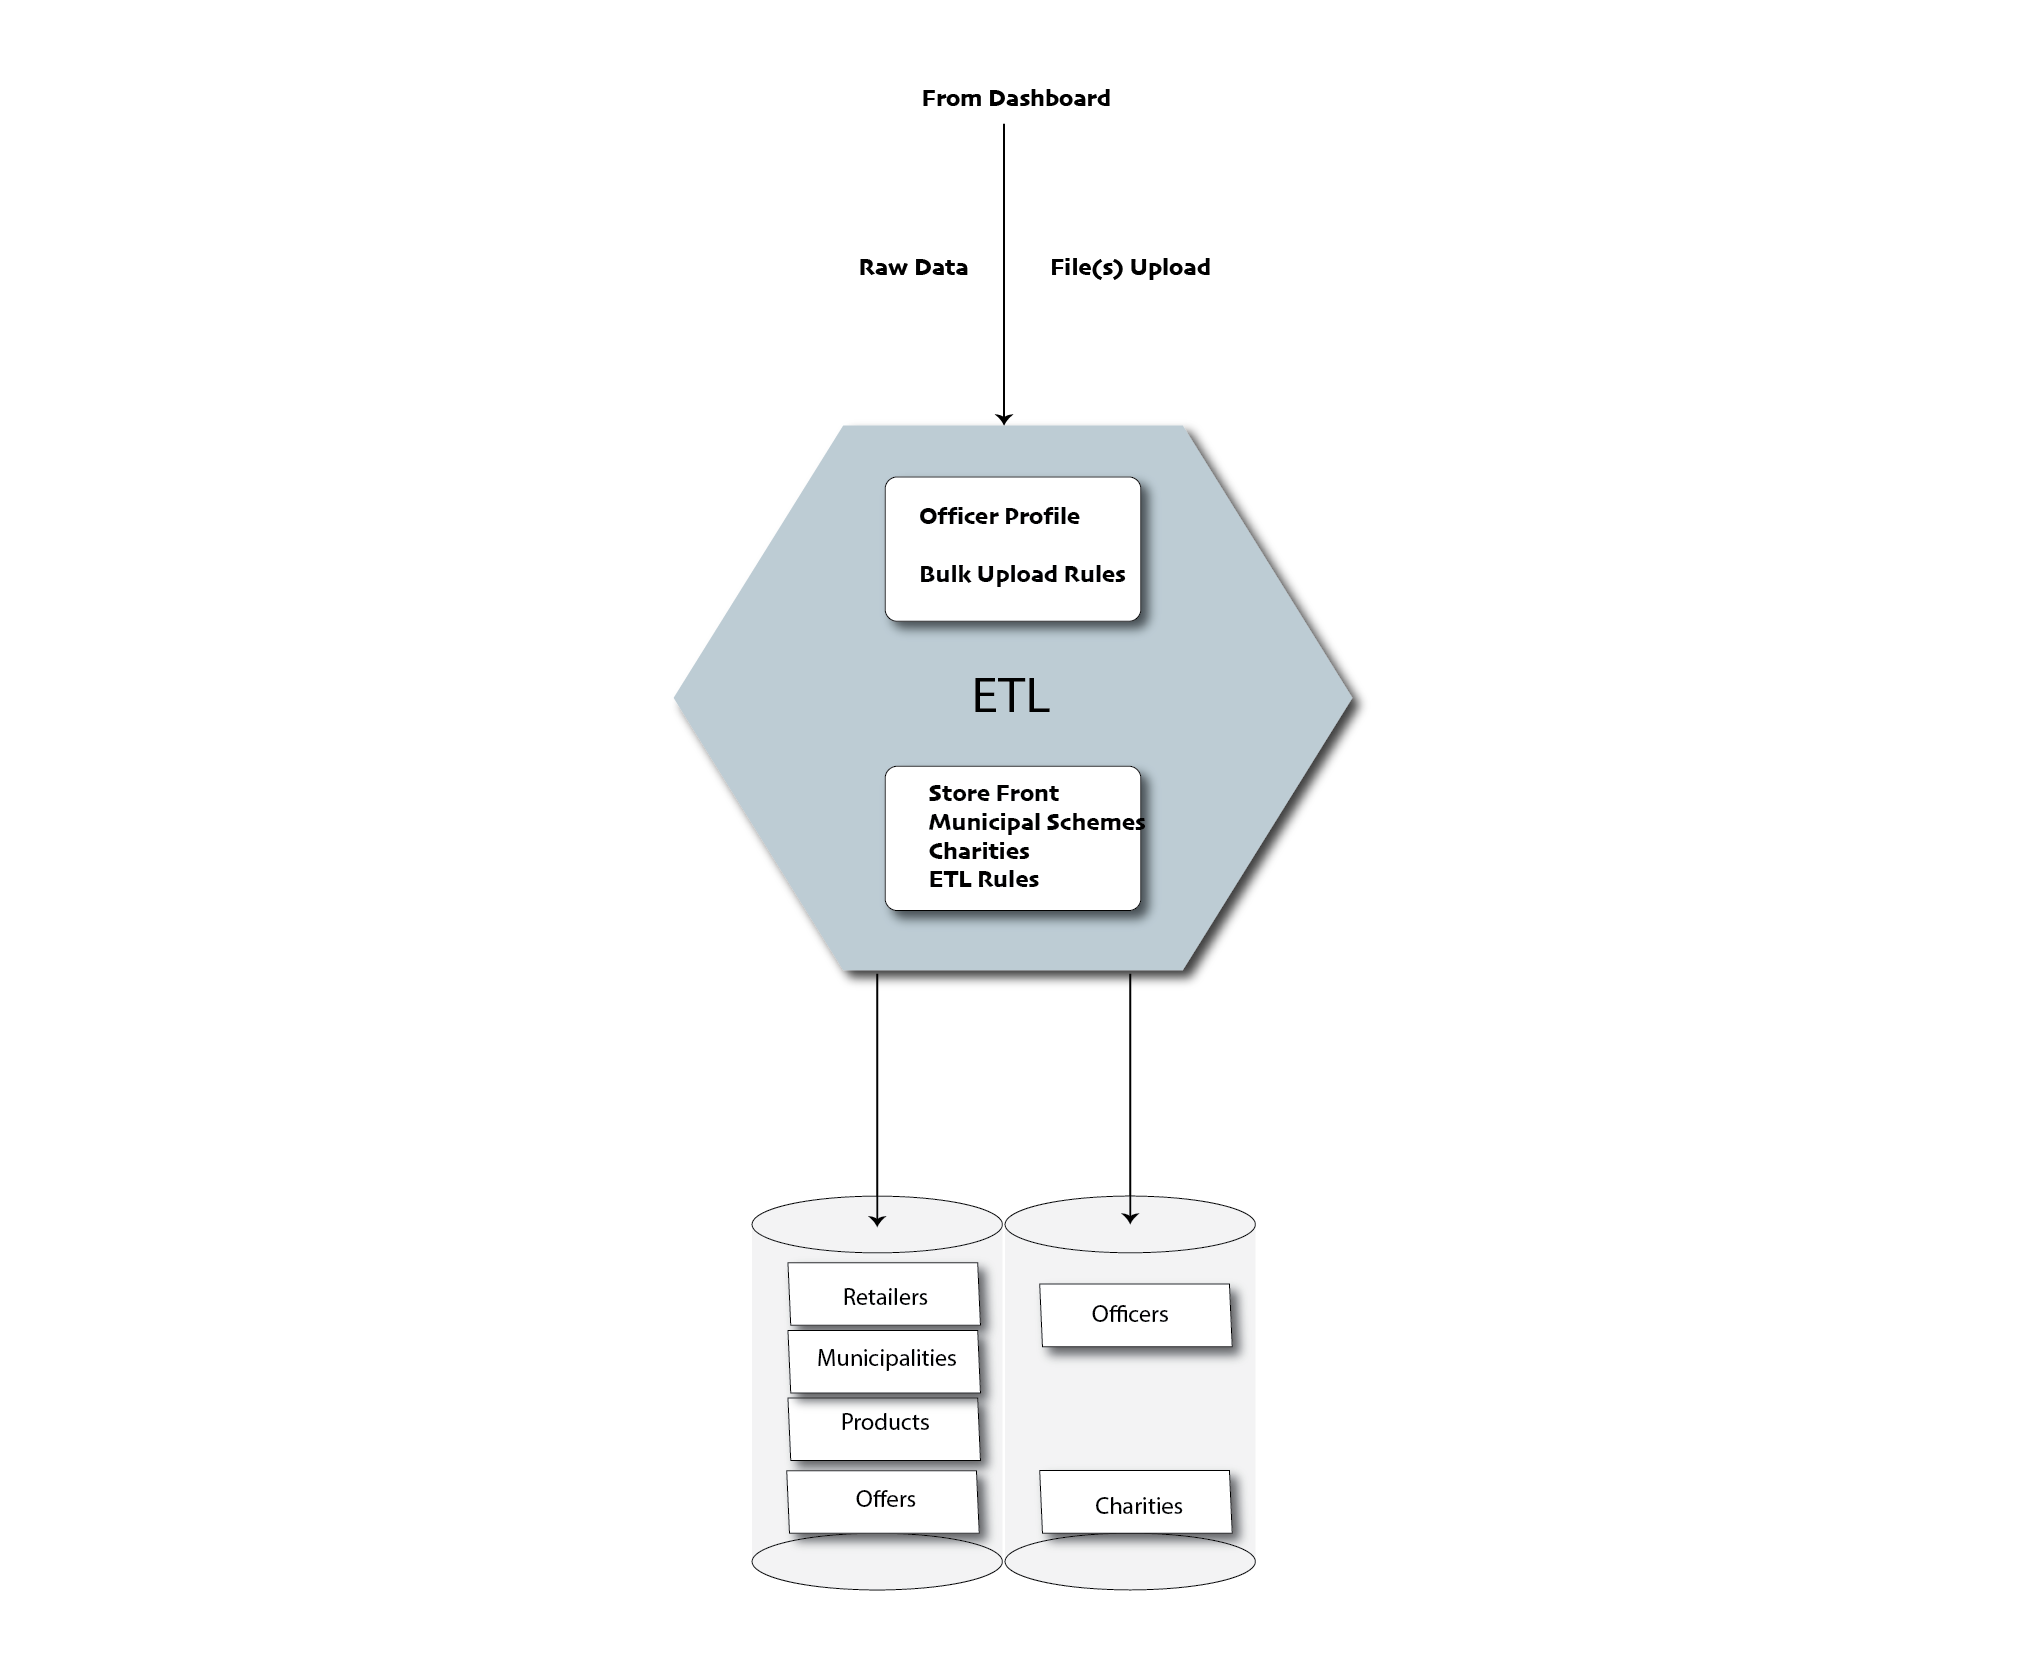 From Dashboard
Raw Data
File(s) Upload
Officer Profile
Bulk Upload Rules
ETL
Store Front
Municipal Schemes
Charities
ETL Rules
Retailers
Municipalities
Products
Offers
Officers
Charities